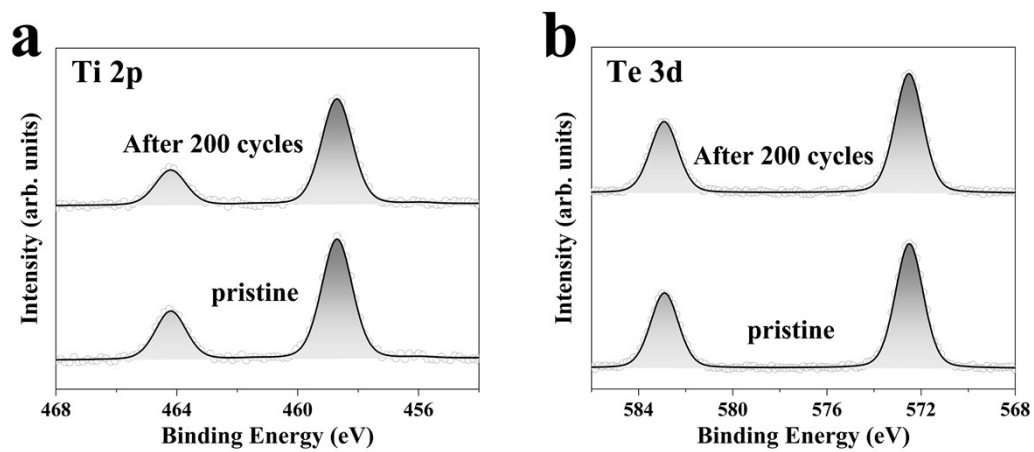 a
Ti 2p
After 200 cycles
pristine
Intensity (arb. units)
468 464 460 456
Binding Energy (eV)
b
Te 3d
After 200 cycles
pristine
Intensity (arb. units)
584 580 576 572 568
Binding Energy (eV)